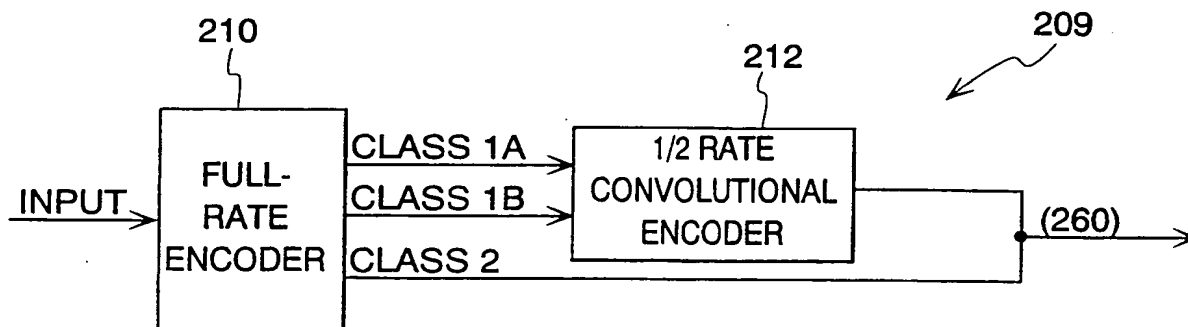 210
212
209
INPUT
FULL-
RATE
ENCODER
CLASS 1A
CLASS 1B
CLASS 2
1/2 RATE
CONVOLUTIONAL
ENCODER
(260)